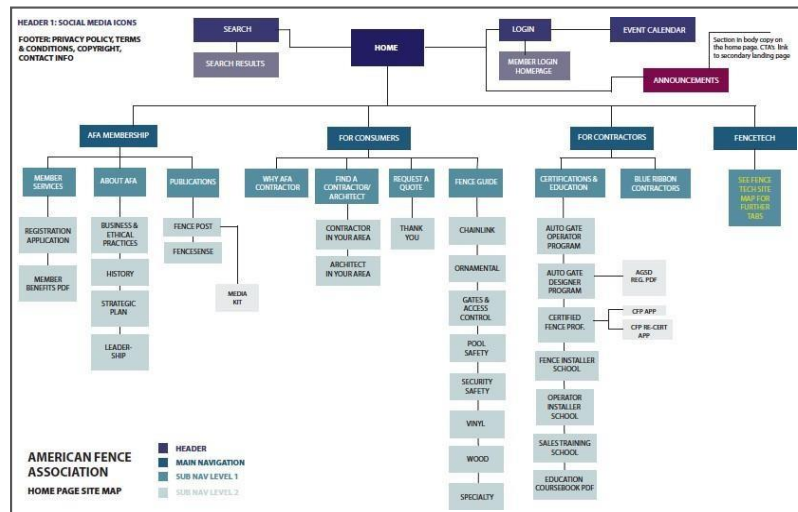 HEADER 1: SOCIAL MEDIA ICONS
FOOTER: PRIVACY POLICY, TERMS
& CONDITIONS, COPYRIGHT,
CONTACT INFO
SEARCH
SEARCH RESULTS
HOME
LOGIN
MEMBER LOGIN
HOMEPAGE
EVENT CALENDAR
Section in body copy on
the home page. CTA's link
to secondary landing page
ANNOUNCEMENTS
AFA MEMBERSHIP
FOR CONSUMERS
FOR CONTRACTORS
FENCETECH
MEMBER
SERVICES
REGISTRATION
APPLICATION
MEMBER
BENEFITS PDF
ABOUT AFA
BUSINESS &
ETHICAL
PRACTICES
HISTORY
STRATEGIC
PLAN
LEADER-
SHIP
PUBLICATIONS
FENCE POST
FENCESENSE
MEDIA
KIT
WHY AFA
CONTRACTOR
FIND A
CONTRACTOR/
ARCHITECT
CONTRACTOR
IN YOUR AREA
ARCHITECT
IN YOUR AREA
REQUEST A
QUOTE
THANK
YOU
FENCE GUIDE
CHAINLINK
ORNAMENTAL
GATES &
ACCESS
CONTROL
POOL
SAFETY
SECURITY
SAFETY
VINYL
WOOD
SPECIALTY
CERTIFICATIONS &
EDUCATION
AUTO GATE
OPERATOR
PROGRAM
AUTO GATE
DESIGNER
PROGRAM
AGSD
REG. PDF
CERTIFIED
FENCE PROF.
CFP APP
CFP RE-CERT
APP
FENCE INSTALLER
SCHOOL
OPERATOR
INSTALLER
SCHOOL
SALES TRAINING
SCHOOL
EDUCATION
COURSEBOOK PDF
BLUE RIBBON
CONTRACTORS
SEE FENCE
TECH SITE
MAP FOR
FURTHER
TABS
AMERICAN FENCE
ASSOCIATION
HOME PAGE SITE MAP
HEADER
MAIN NAVIGATION
SUB NAV LEVEL 1
SUB NAV LEVEL 2